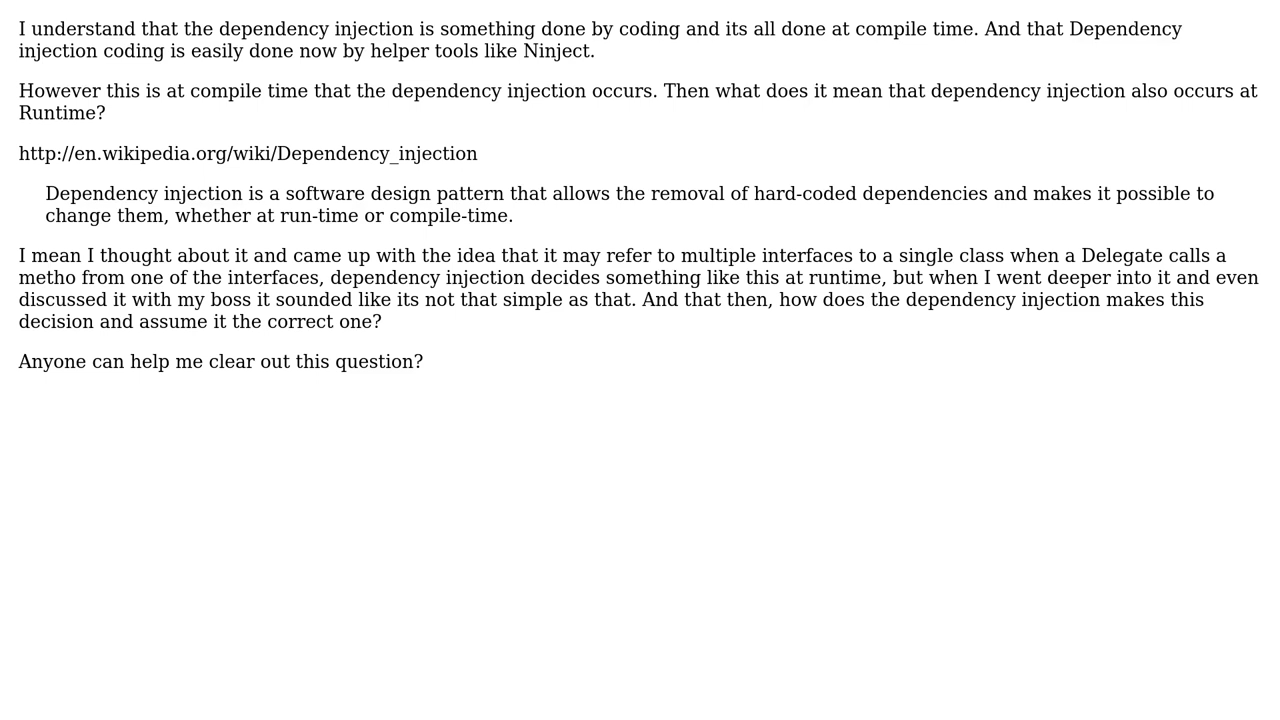 I understand that the dependency injection is something done by coding and its all done at compile time. And that Dependency
injection coding is easily done now by helper tools like Ninject.
However this is at compile time that the dependency injection occurs. Then what does it mean that dependency injection also occurs at
Runtime?
http://en.wikipedia.org/wiki/Dependency_injection
Dependency injection is a software design pattern that allows the removal of hard-coded dependencies and makes it possible to
change them, whether at run-time or compile-time.
I mean I thought about it and came up with the idea that it may refer to multiple interfaces to a single class when a Delegate calls a
metho from one of the interfaces, dependency injection decides something like this at runtime, but when I went deeper into it and even
discussed it with my boss it sounded like its not that simple as that. And that then, how does the dependency injection makes this
decision and assume it the correct one?
Anyone can help me clear out this question?